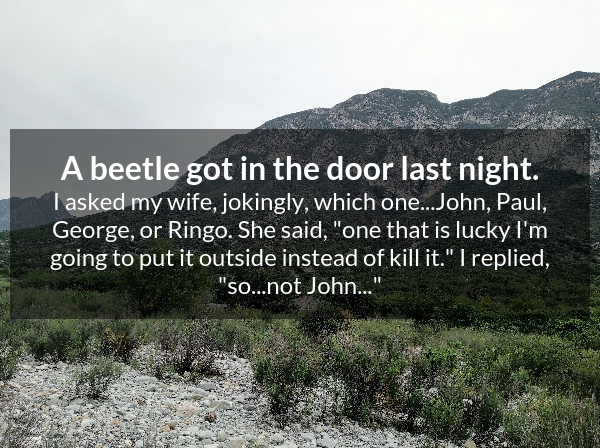 A beetle got in the door last night.
I asked my wife, jokingly, which one...John, Paul,
George, or Ringo. She said, "one that is lucky I'm
going to put it outside instead of kill it." I replied,
"so...not John..."